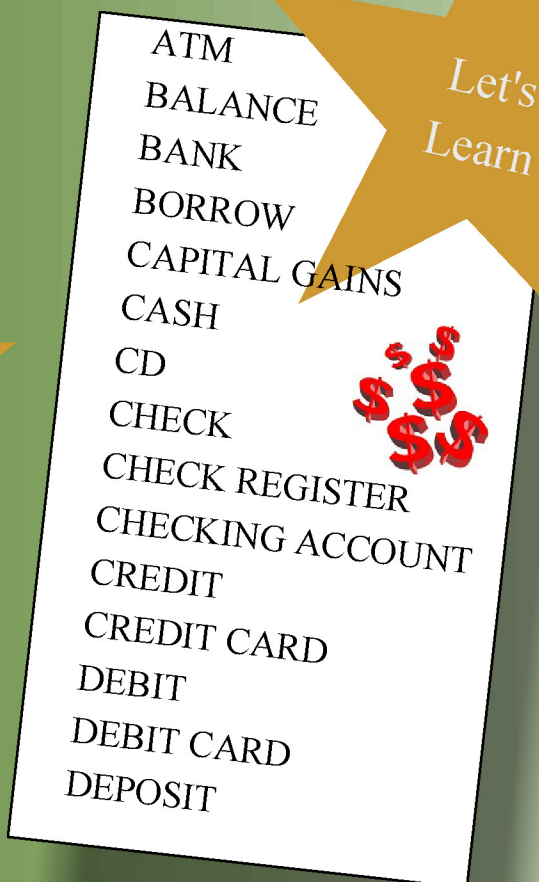 ATM
BALANCE
BANK
BORROW
CAPITAL GAINS
CASH
CD
CHECK
CHECK REGISTER
CHECKING ACCOUNT
CREDIT
CREDIT CARD
DEBIT
DEBIT CARD
DEPOSIT
Let's
Learn
$
$
$
$
$
$